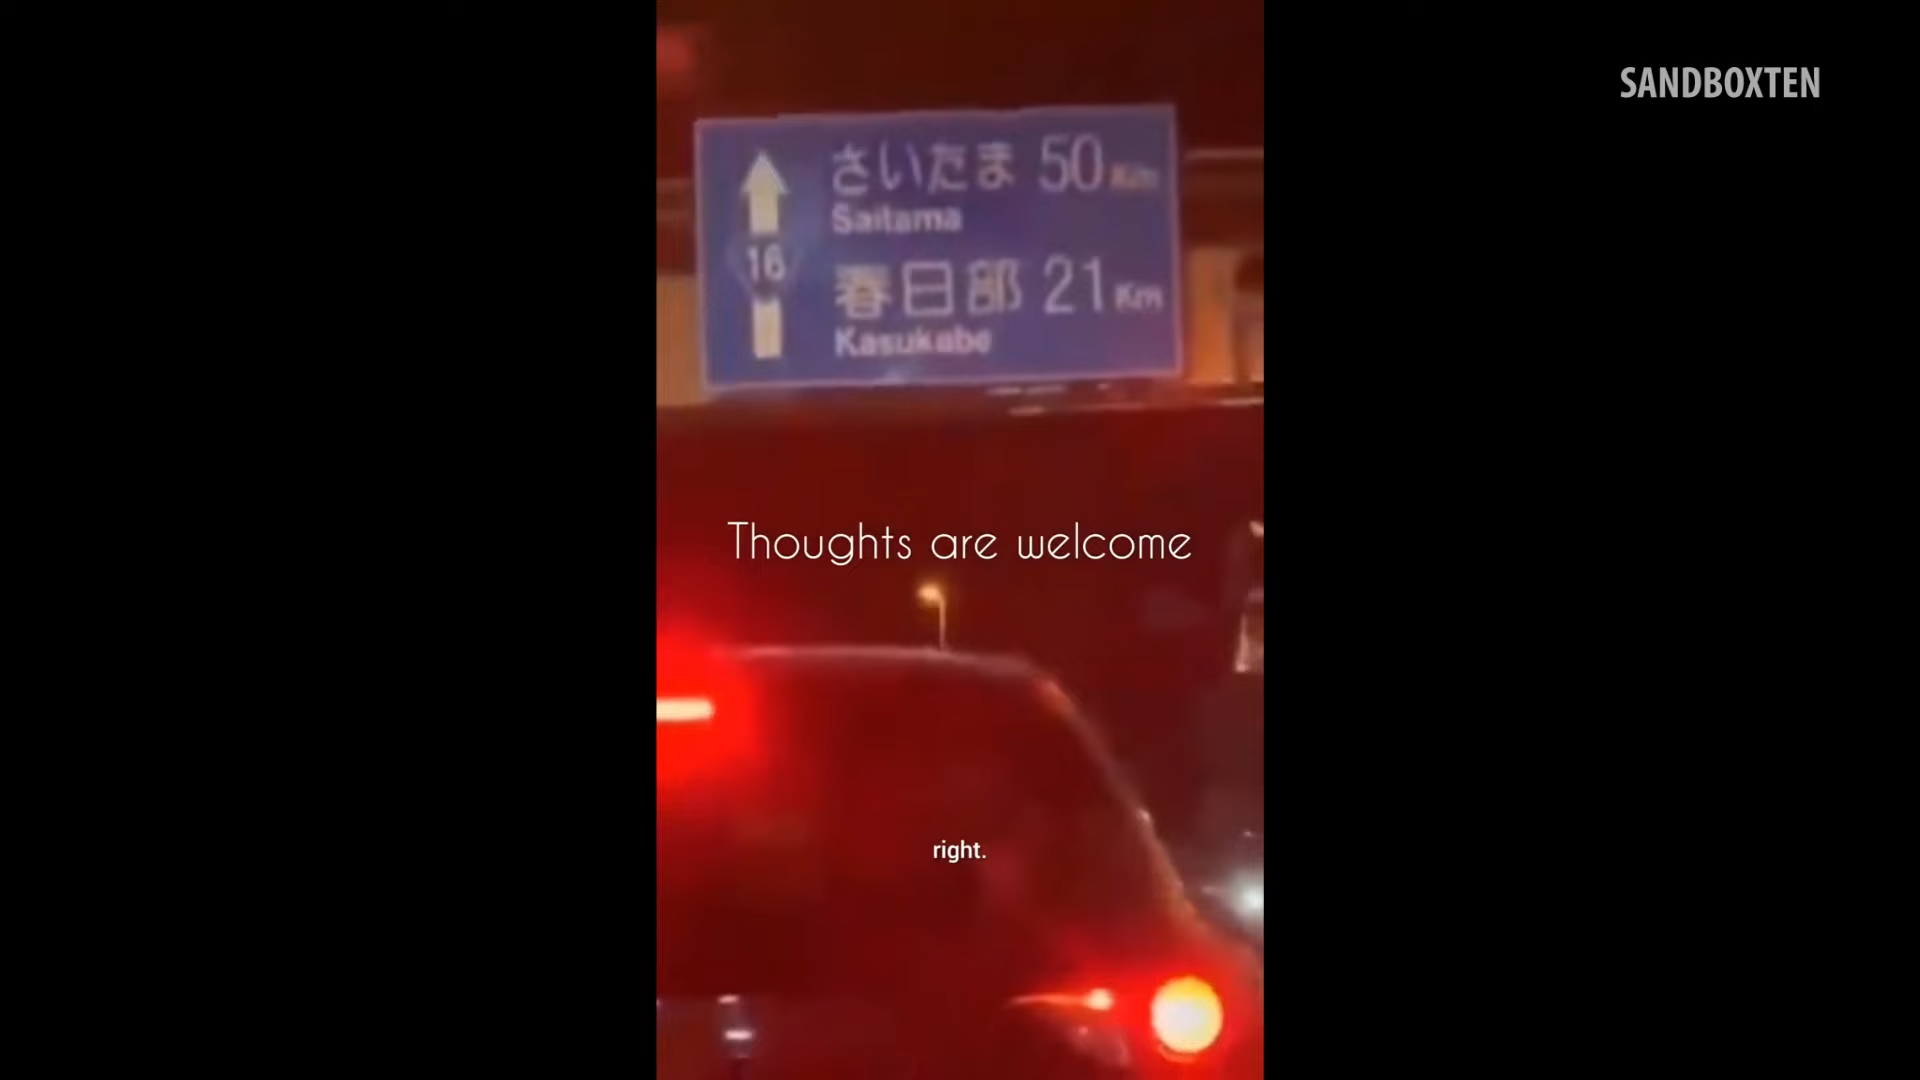 SANDBOXTEN
さいたま 50 Km
Saitama
16
春日部 21 Km
Kasukabe
Thoughts are welcome
right.